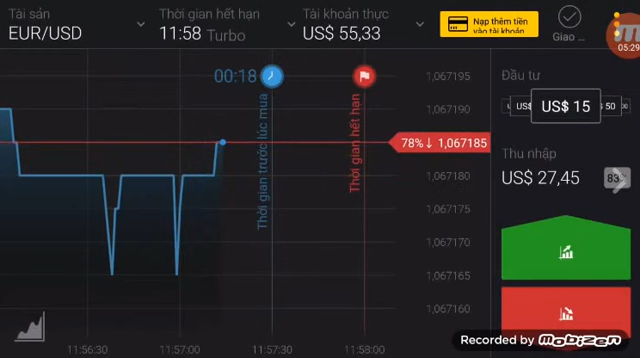 Tài sản
EUR/USD
Thời gian hết hạn
11:58 Turbo
Tài khoản thực
US$ 55,33
Nạp thêm tiền
vào tài khoản
Giao ...
05:29
00:18
Thời gian trước lúc mua
Thời gian hết hạn
1,067195
1,067190
78%↓ 1,067185
1,067180
1,067175
1,067170
1,067165
1,067160
11:56:30
11:57:00
11:57:30
11:58:00
Đầu tư
US$ 15
50
Thu nhập
US$ 27,45
83
Recorded by MOBIZEN